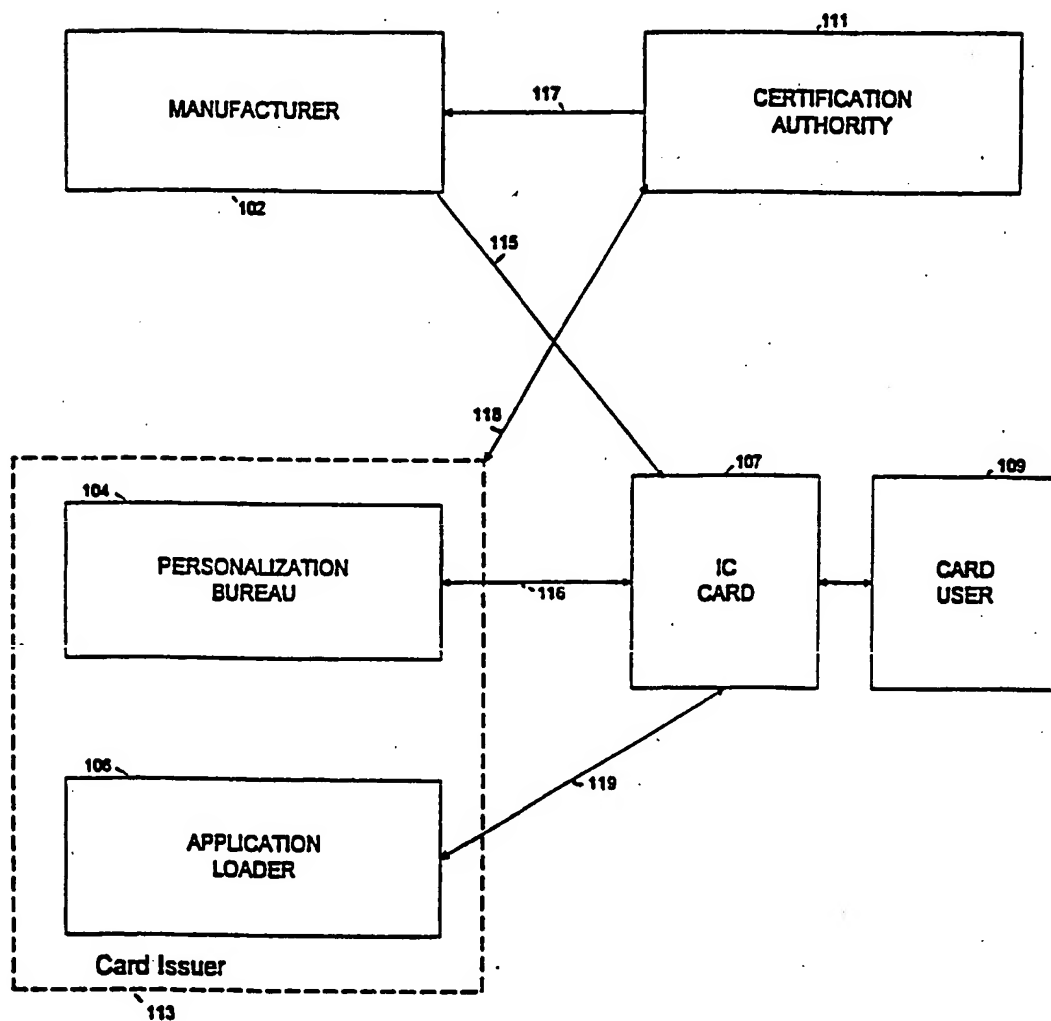 111
MANUFACTURER
117
CERTIFICATION
AUTHORITY
102
115
118
107
109
104
PERSONALIZATION
BUREAU
116
IC
CARD
CARD
USER
106
APPLICATION
LOADER
119
Card Issuer
113